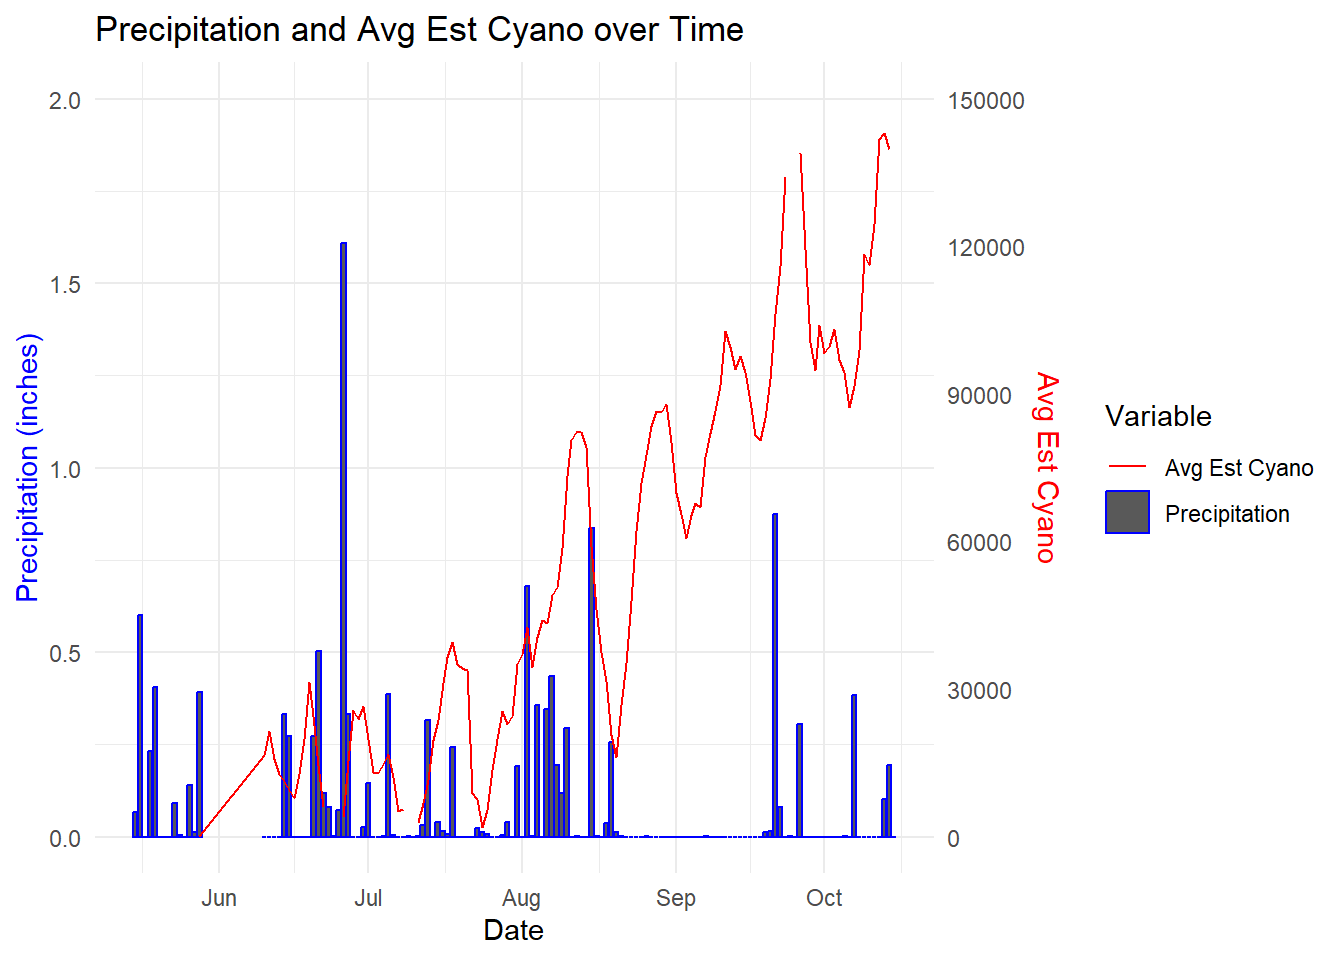 Precipitation and Avg Est Cyano over Time
2.0
1.5
1.0
0.5
0.0
Precipitation (inches)
150000
120000
90000
60000
30000
0
Avg Est Cyano
Jun Jul Aug Sep Oct
Date
Variable
Avg Est Cyano
Precipitation